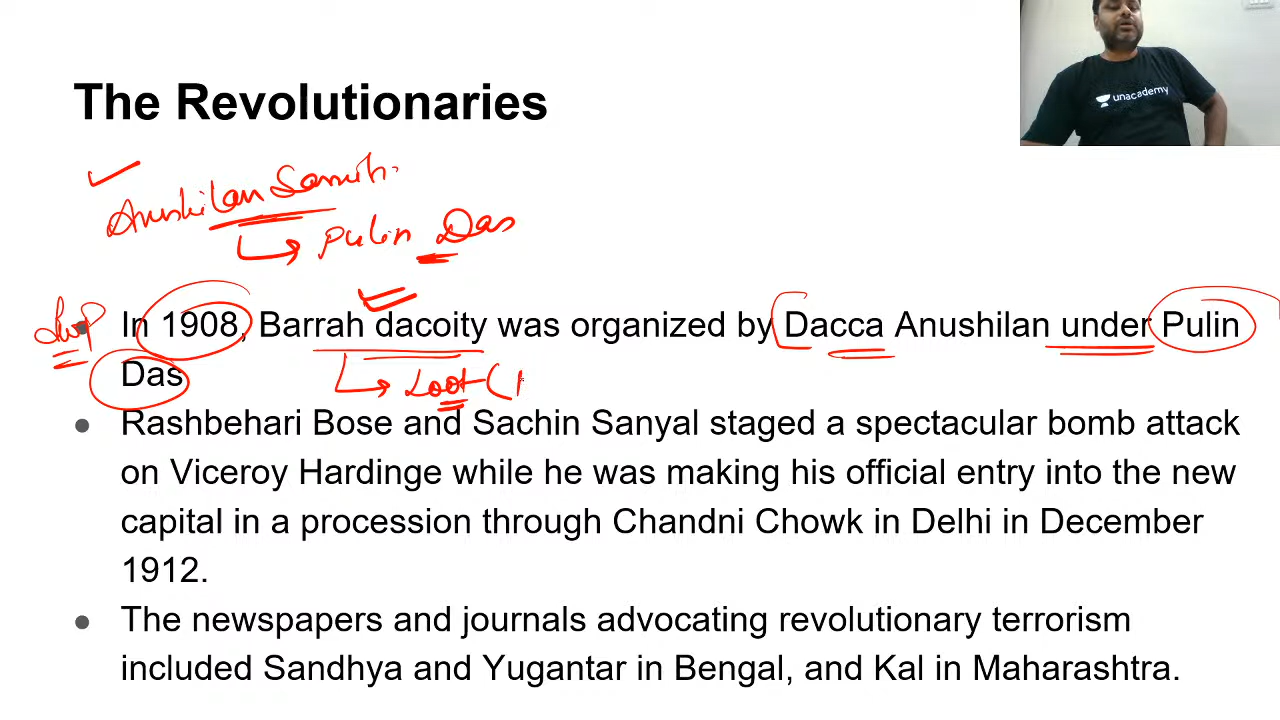 unacademy
The Revolutionaries
Anushilan Samiti
Pulin Das
Imp
In 1908, Barrah dacoity was organized by Dacca Anushilan under Pulin
Das
Loot (
Rashbehari Bose and Sachin Sanyal staged a spectacular bomb attack
on Viceroy Hardinge while he was making his official entry into the new
capital in a procession through Chandni Chowk in Delhi in December
1912.
The newspapers and journals advocating revolutionary terrorism
included Sandhya and Yugantar in Bengal, and Kal in Maharashtra.